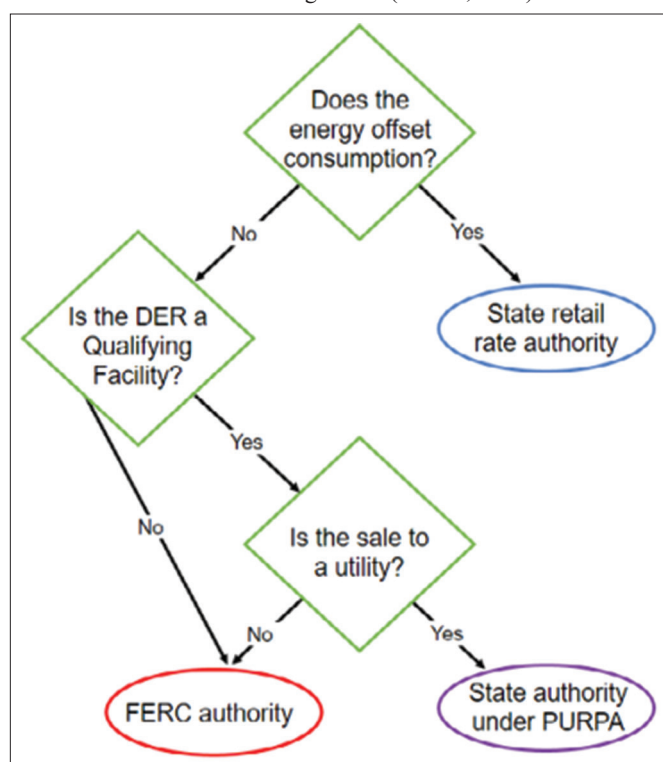 Does the
energy offset
consumption?
No
Yes
State retail
rate authority
Is the DER a
Qualifying
Facility?
Yes
No
Is the sale to
a utility?
No
Yes
FERC authority
State authority
under PURPA